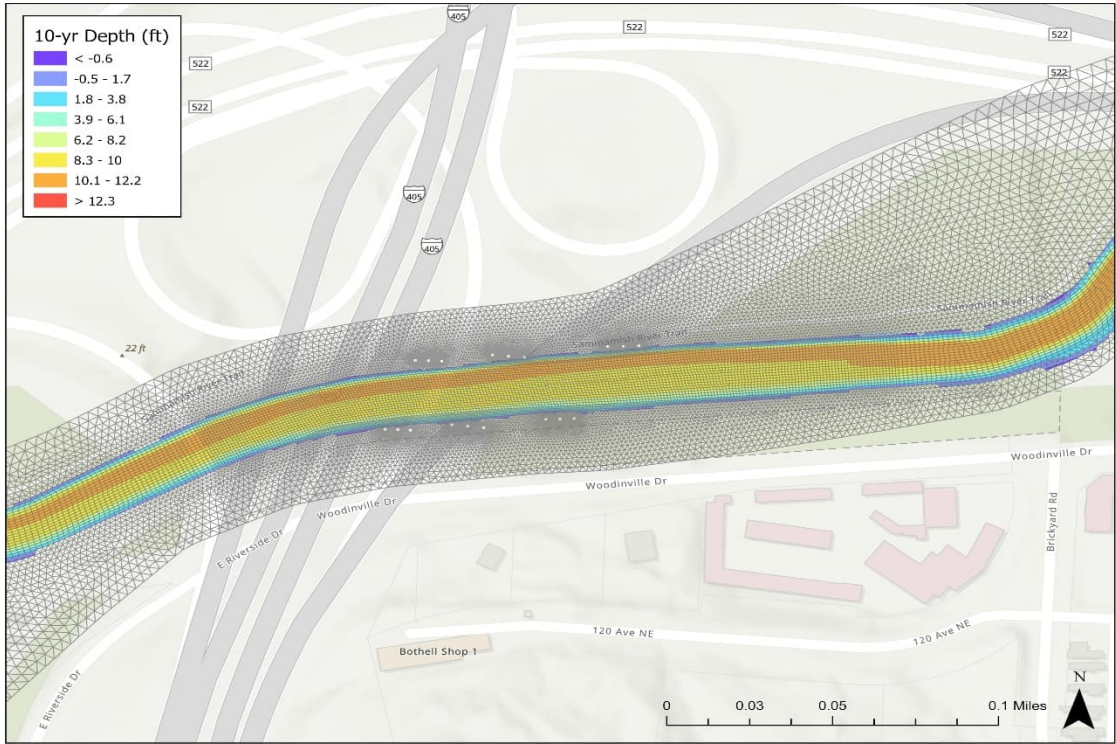 10-yr Depth (ft)
< -0.6
-0.5 - 1.7
1.8 - 3.8
3.9 - 6.1
6.2 - 8.2
8.3 - 10
10.1 - 12.2
> 12.3
405
522
522
522
522
522
405
405
Sammamish River Trail
Sammamish River Trail
22 ft
Sammamish River Trail
Woodinville Dr
Woodinville Dr
Woodinville Dr
E Riverside Dr
Brickyard Rd
120 Ave NE
120 Ave NE
Bothell Shop 1
E Riverside Dr
N
0 0.03 0.05 0.1 Miles